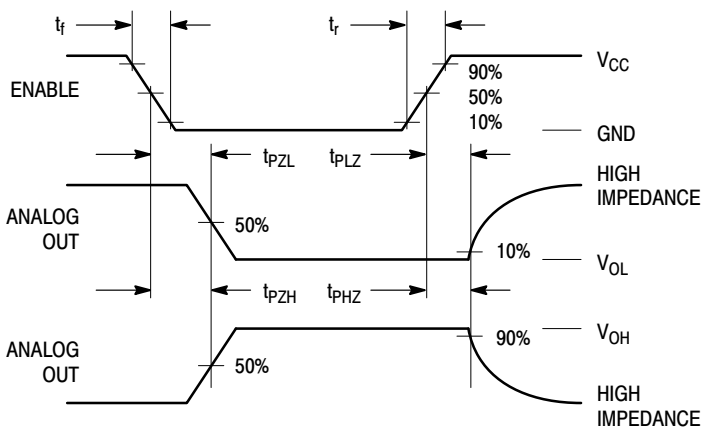 tf
tr
VCC
90%
50%
10%
ENABLE
GND
tPZL
tPLZ
HIGH
IMPEDANCE
ANALOG
OUT
50%
10%
VOL
tPZH
tPHZ
VOH
90%
ANALOG
OUT
50%
HIGH
IMPEDANCE